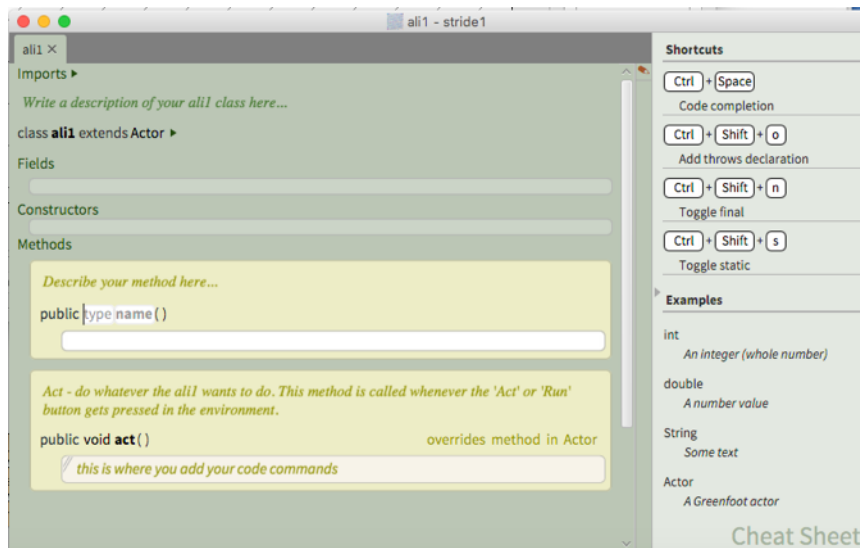 ali1 - stride1
ali1 ×
Imports ▸
Write a description of your ali1 class here...
class ali1 extends Actor ▸
Fields
Constructors
Methods
Describe your method here...
public type name()
Act - do whatever the ali1 wants to do. This method is called whenever the 'Act' or 'Run'
button gets pressed in the environment.
public void act() overrides method in Actor
this is where you add your code commands
Shortcuts
Ctrl + Space
Code completion
Ctrl + Shift + o
Add throws declaration
Ctrl + Shift + n
Toggle final
Ctrl + Shift + s
Toggle static
Examples
int
An integer (whole number)
double
A number value
String
Some text
Actor
A Greenfoot actor
Cheat Sheet